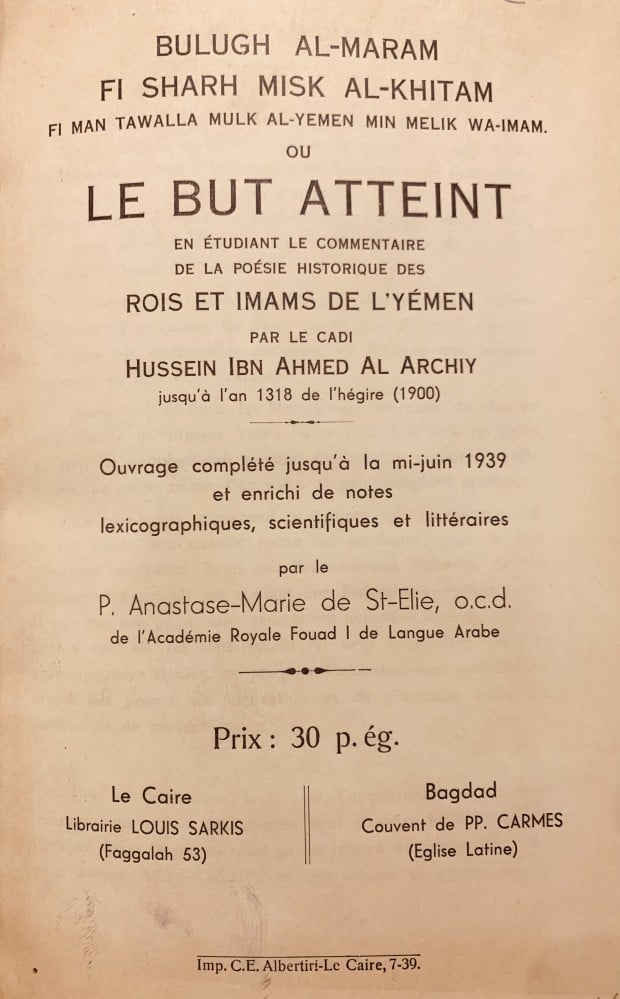 BULUGH AL-MARAM
FI SHARH MISK AL-KHITAM
FI MAN TAWALLA MULK AL-YEMEN MIN MELIK WA-IMAM.
OU
LE BUT ATTEINT
EN ÉTUDIANT LE COMMENTAIRE
DE LA POÉSIE HISTORIQUE DES
ROIS ET IMAMS DE L'YÉMEN
PAR LE CADI
HUSSEIN IBN AHMED AL ARCHIY
jusqu'à l'an 1318 de l'hégire (1900)
Ouvrage complété jusqu'à la mi-juin 1939
et enrichi de notes
lexicographiques, scientifiques et littéraires
par le
P. Anastase-Marie de St-Elie, o.c.d.
de l'Académie Royale Fouad I de Langue Arabe
Prix : 30 p. ég.
Le Caire
Librairie LOUIS SARKIS
(Faggalah 53)
Bagdad
Couvent de PP. CARMES
(Eglise Latine)
Imp. C.E. Albertiri-Le Caire, 7-39.